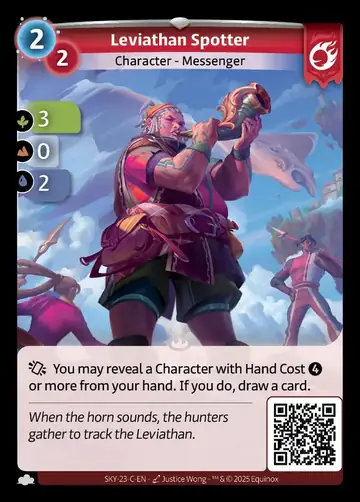 2
Leviathan Spotter
2
Character - Messenger
3
0
2
You may reveal a Character with Hand Cost 4
or more from your hand. If you do, draw a card.
When the horn sounds, the hunters
gather to track the Leviathan.
SKY-23-C-EN - Justice Wong - ™ & © 2025 Equinox